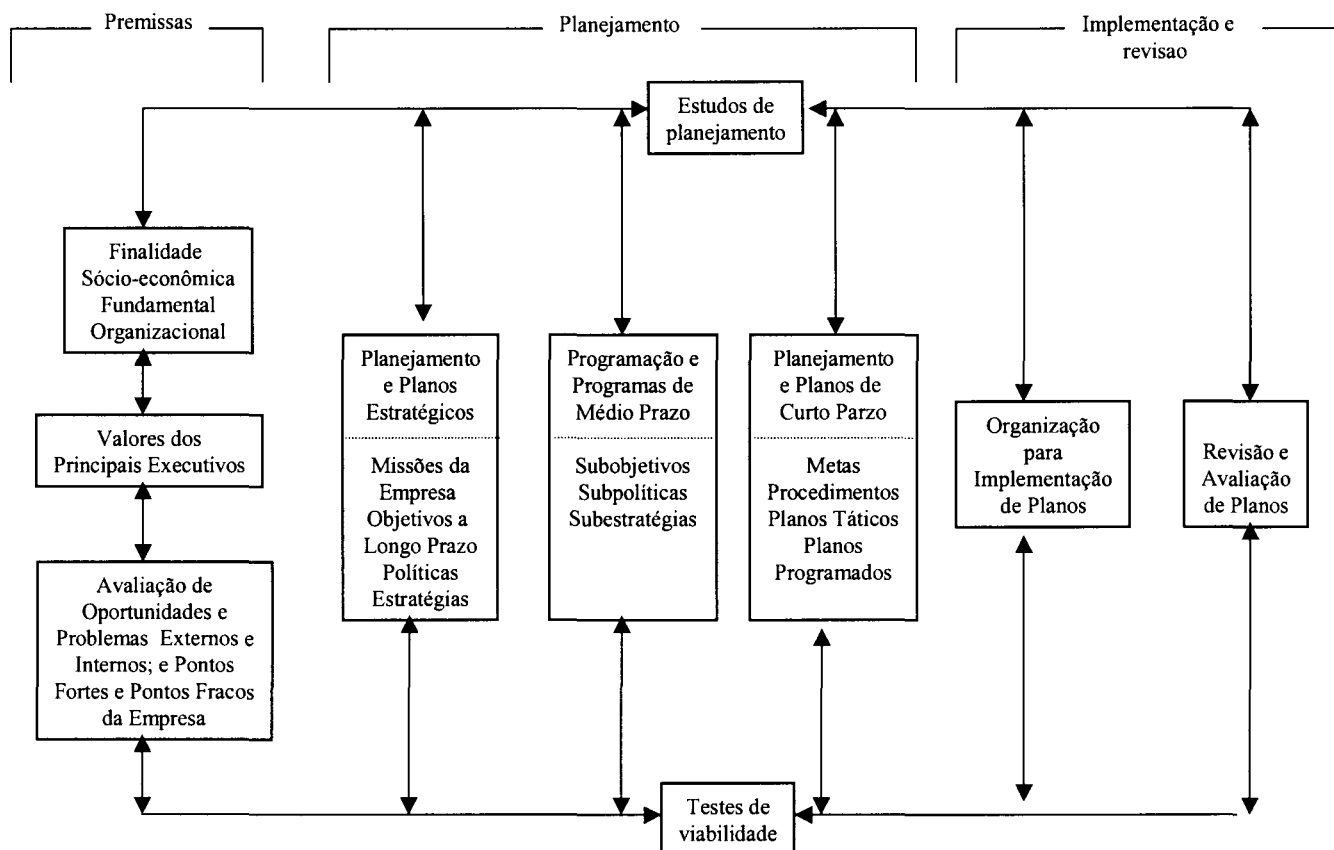 Premissas
Planejamento
Implementação e
revisao
Estudos de
planejamento
Finalidade
Sócio-econômica
Fundamental
Organizacional
Valores dos
Principais Executivos
Avaliação de
Oportunidades e
Problemas Externos e
Internos; e Pontos
Fortes e Pontos Fracos
da Empresa
Planejamento
e Planos
Estratégicos
Missões da
Empresa
Objetivos a
Longo Prazo
Políticas
Estratégias
Programação e
Programas de
Médio Prazo
Subobjetivos
Subpolíticas
Subestratégias
Planejamento
e Planos de
Curto Parzo
Metas
Procedimentos
Planos Táticos
Planos
Programados
Organização
para
Implementação
de Planos
Revisão e
Avaliação
de Planos
Testes de
viabilidade